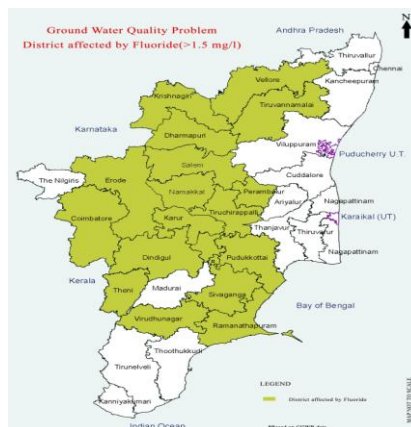 Ground Water Quality Problem
District affected by Fluoride(>1.5 mg/l)
N
Andhra Pradesh
Thiruvallur
Chennai
Vellore
Kancheepuram
Krishnagiri
Tiruvannamalai
Karnataka
Dharmapuri
Viluppuram
Puducherry U.T.
Salem
The Nilgiris
Erode
Cuddalore
Namakkal
Perambalur
Nagapattinam
Ariyalur
Coimbatore
Karur
Tiruchirappalli
Karaikal (UT)
Thanjavur
Thiruvarur
Dindigul
Pudukkottai
Nagapattinam
Kerala
Theni
Madurai
Sivaganga
Bay of Bengal
Virudhunagar
Ramanathapuram
Thoothukkudi
Tirunelveli
LEGEND
District affected by Fluoride
Kanniyakumari
Indian Ocean